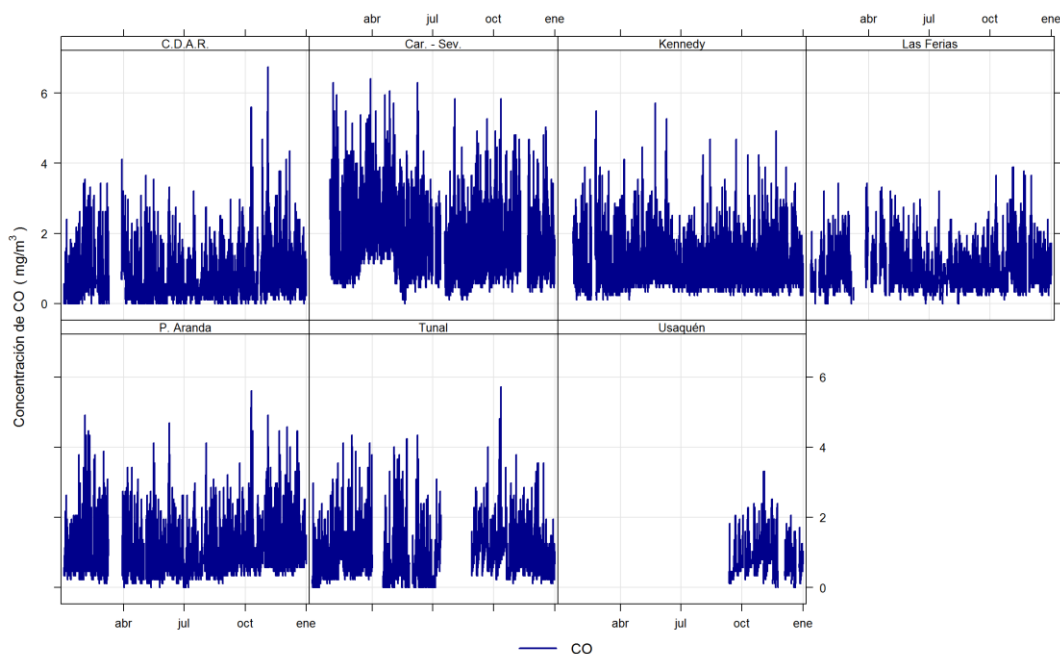 abr jul oct ene abr jul oct ene
C.D.A.R. Car. - Sev. Kennedy Las Ferias
6
4
2
0
P. Aranda Tunal Usaquén
6
4
2
0
Concentración de CO ( mg/m³ )
abr jul oct ene abr jul oct ene
CO